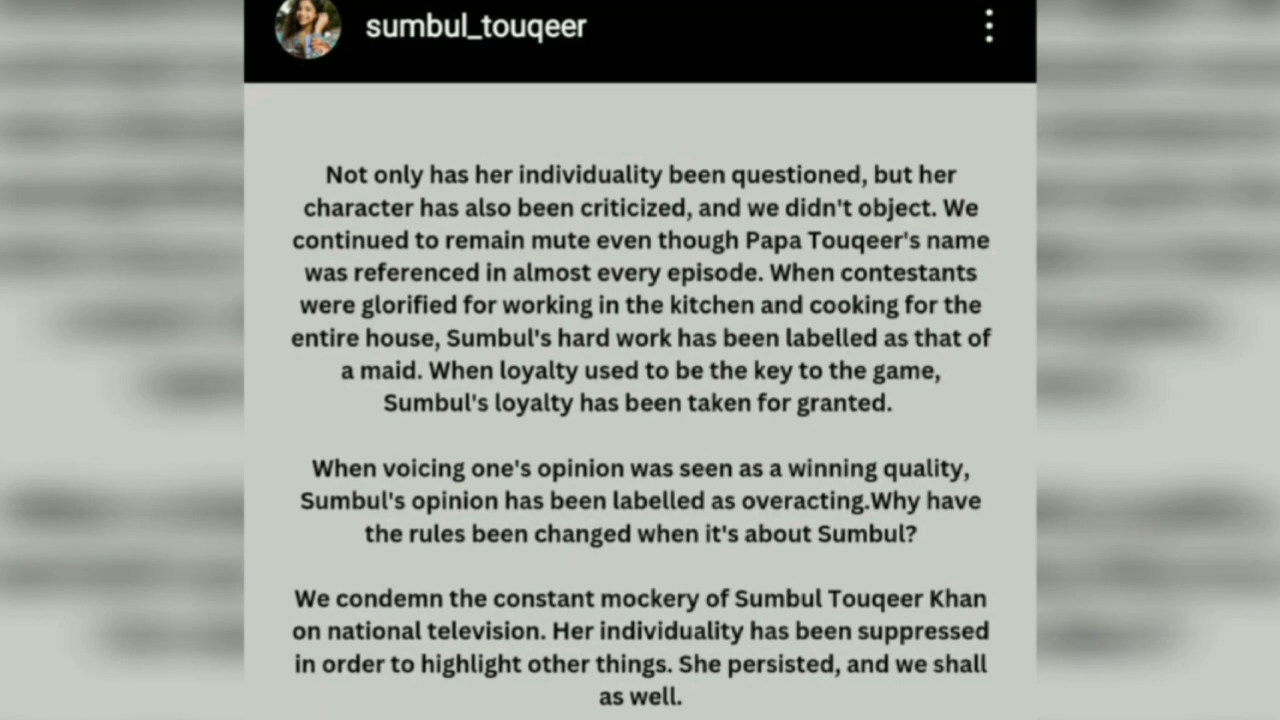 sumbul_touqeer
Not only has her individuality been questioned, but her
character has also been criticized, and we didn't object. We
continued to remain mute even though Papa Touqeer's name
was referenced in almost every episode. When contestants
were glorified for working in the kitchen and cooking for the
entire house, Sumbul's hard work has been labelled as that of
a maid. When loyalty used to be the key to the game,
Sumbul's loyalty has been taken for granted.
When voicing one's opinion was seen as a winning quality,
Sumbul's opinion has been labelled as overacting.Why have
the rules been changed when it's about Sumbul?
We condemn the constant mockery of Sumbul Touqeer Khan
on national television. Her individuality has been suppressed
in order to highlight other things. She persisted, and we shall
as well.